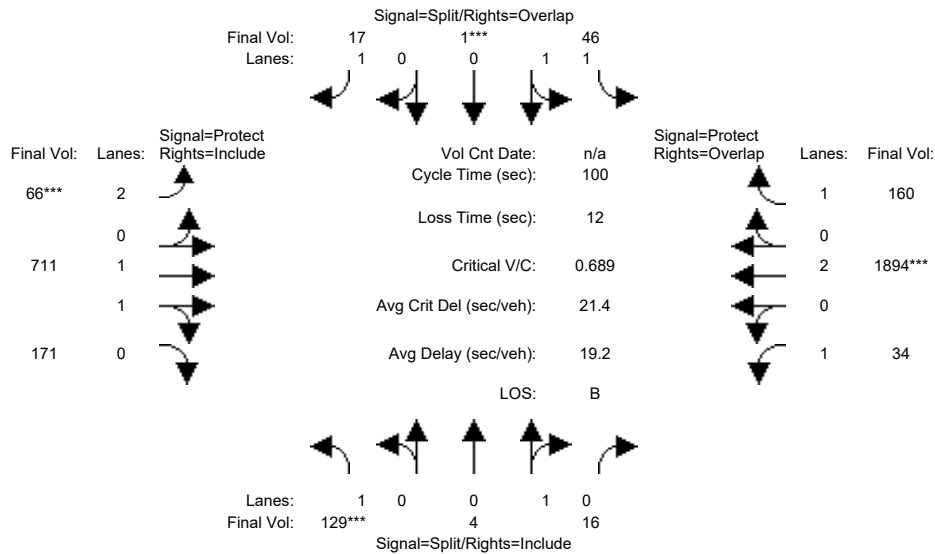 Signal=Split/Rights=Overlap
Final Vol: 17 1*** 46
Lanes: 1 0 0 1 1
Signal=Protect Signal=Protect
Final Vol: Lanes: Rights=Include Vol Cnt Date: n/a Rights=Overlap Lanes: Final Vol:
Cycle Time (sec): 100
66*** 2 1 160
Loss Time (sec): 12
0 0
711 1 Critical V/C: 0.689 2 1894***
1 Avg Crit Del (sec/veh): 21.4 0
171 0 Avg Delay (sec/veh): 19.2 1 34
LOS: B
Lanes: 1 0 0 1 0
Final Vol: 129*** 4 16
Signal=Split/Rights=Include